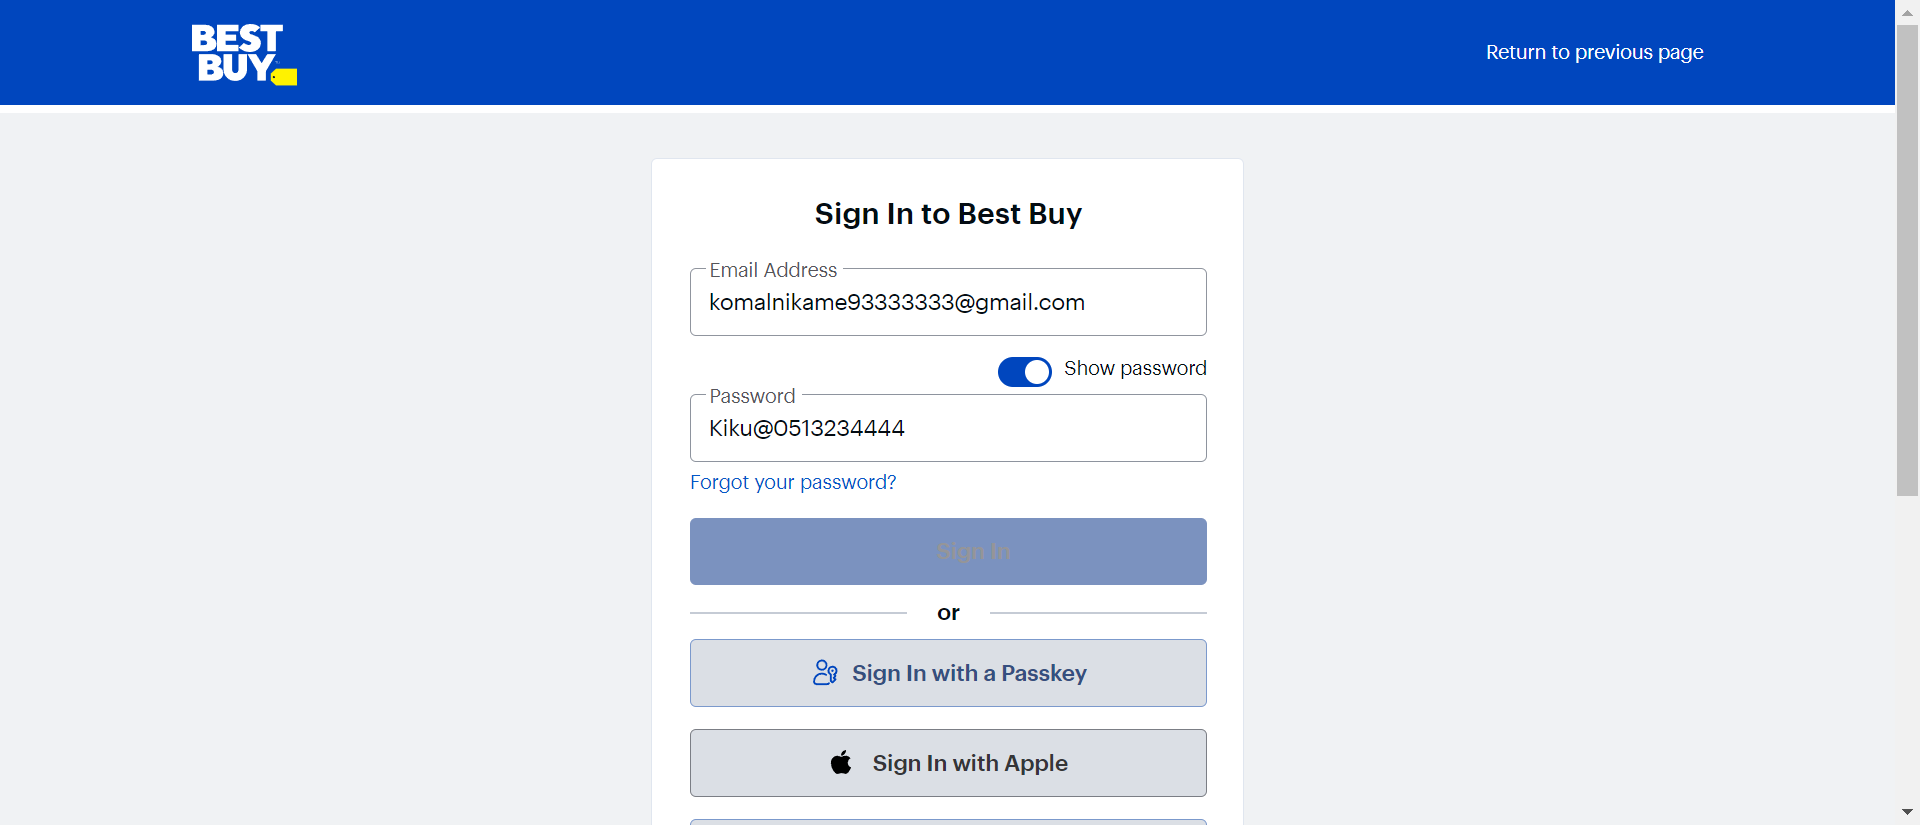 BEST
BUY
Return to previous page
Sign In to Best Buy
Email Address
komalnikame93333333@gmail.com
Show password
Password
Kiku@0513234444
Forgot your password?
Sign In
or
Sign In with a Passkey
Sign In with Apple